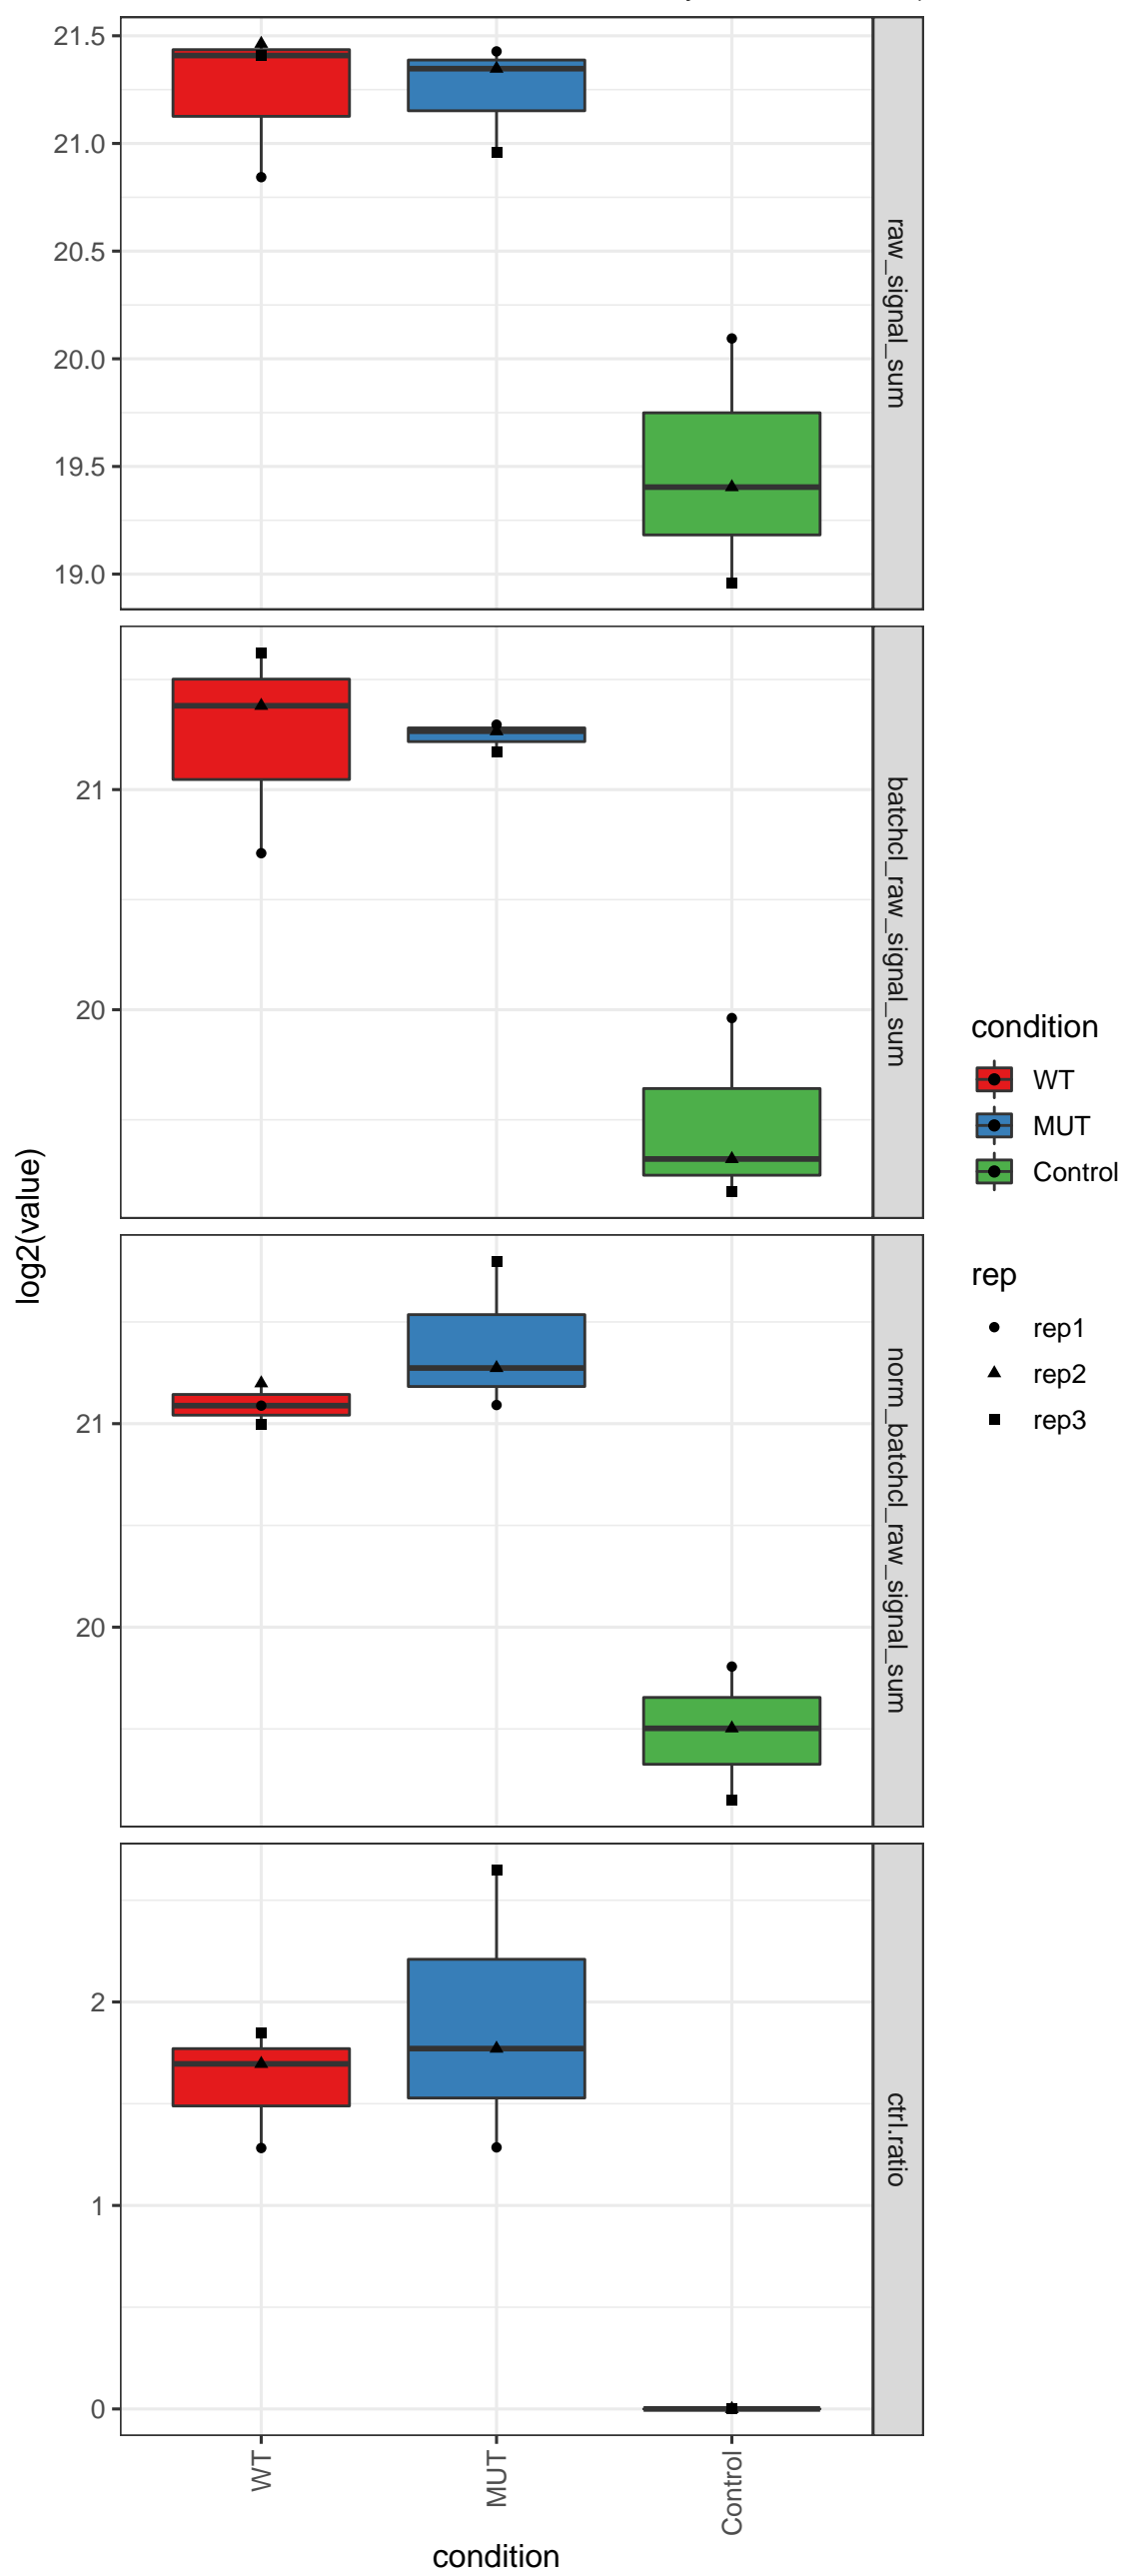 21.5
21.0
20.5
20.0
19.5
19.0
raw_signal_sum
21
20
batchcl_raw_signal_sum
21
20
norm_batchcl_raw_signal_sum
2
1
0
ctrl.ratio
WT
MUT
Control
condition
log2(value)
condition
WT
MUT
Control
rep
rep1
rep2
rep3